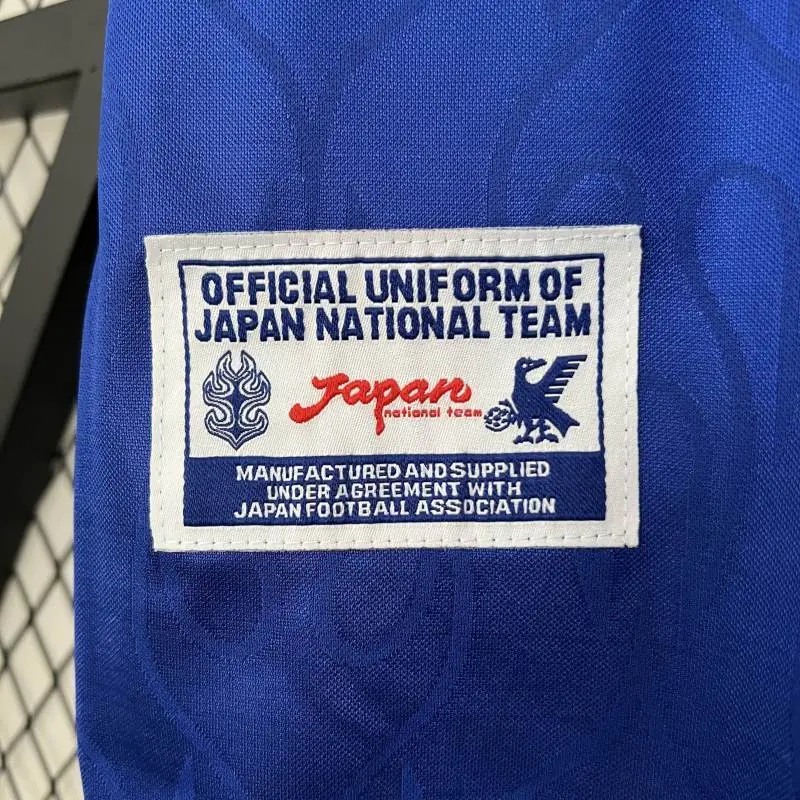 OFFICIAL UNIFORM OF
JAPAN NATIONAL TEAM
Japan
national team
MANUFACTURED AND SUPPLIED
UNDER AGREEMENT WITH
JAPAN FOOTBALL ASSOCIATION